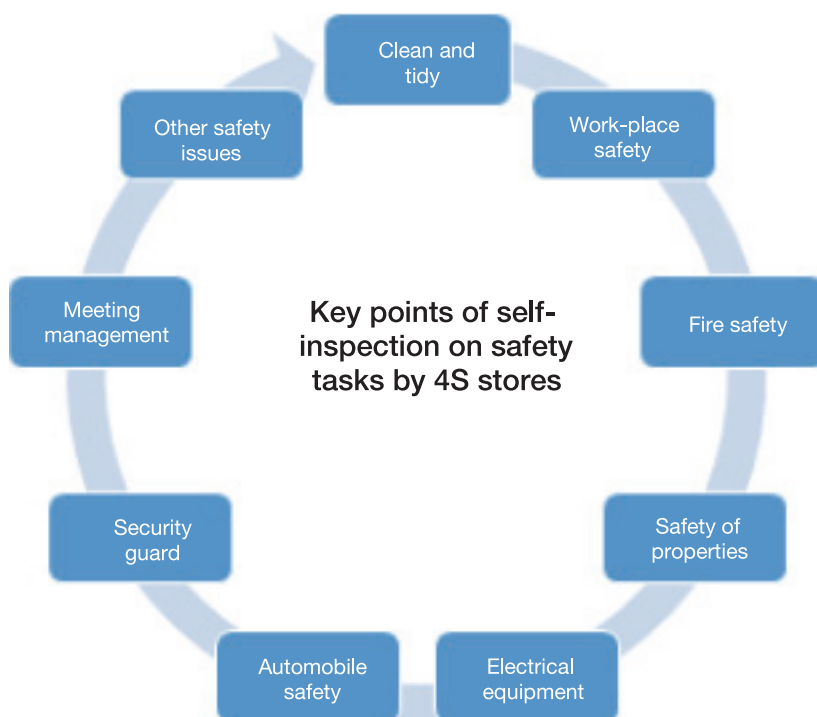 Clean and
tidy
Work-place
safety
Fire safety
Safety of
properties
Electrical
equipment
Automobile
safety
Security
guard
Meeting
management
Other safety
issues
Key points of self-
inspection on safety
tasks by 4S stores